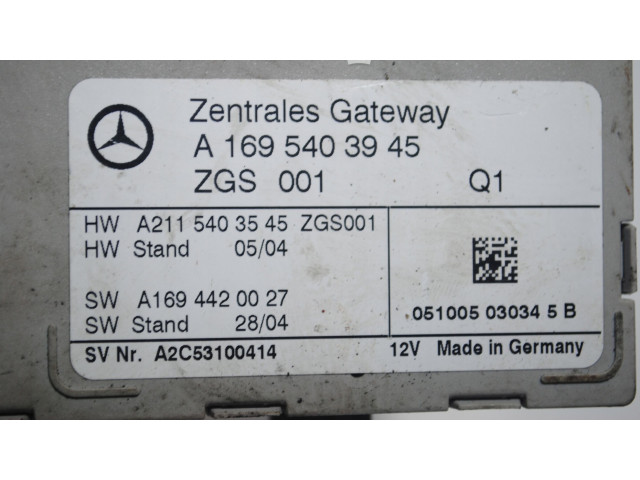 Zentrales Gateway
A 169 540 39 45
ZGS 001 Q1
HW A211 540 35 45 ZGS001
HW Stand 05/04
SW A169 442 00 27
SW Stand 28/04
051005 03034 5 B
SV Nr. A2C53100414
12V Made in Germany